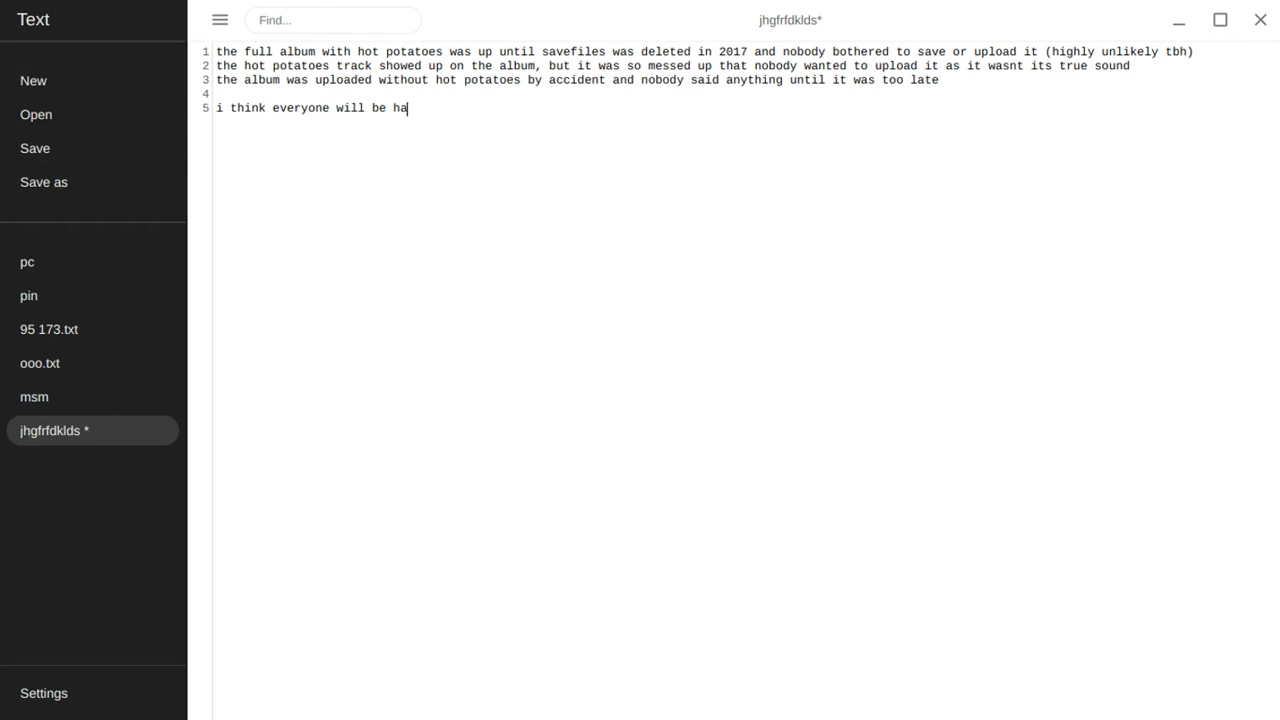 Text
Find...
jhgfrfdklds*
New
Open
Save
Save as
pc
pin
95 173.txt
ooo.txt
msm
jhgfrfdklds *
Settings
1 the full album with hot potatoes was up until savefiles was deleted in 2017 and nobody bothered to save or upload it (highly unlikely tbh)
2 the hot potatoes track showed up on the album, but it was so messed up that nobody wanted to upload it as it wasnt its true sound
3 the album was uploaded without hot potatoes by accident and nobody said anything until it was too late
4
5 i think everyone will be ha